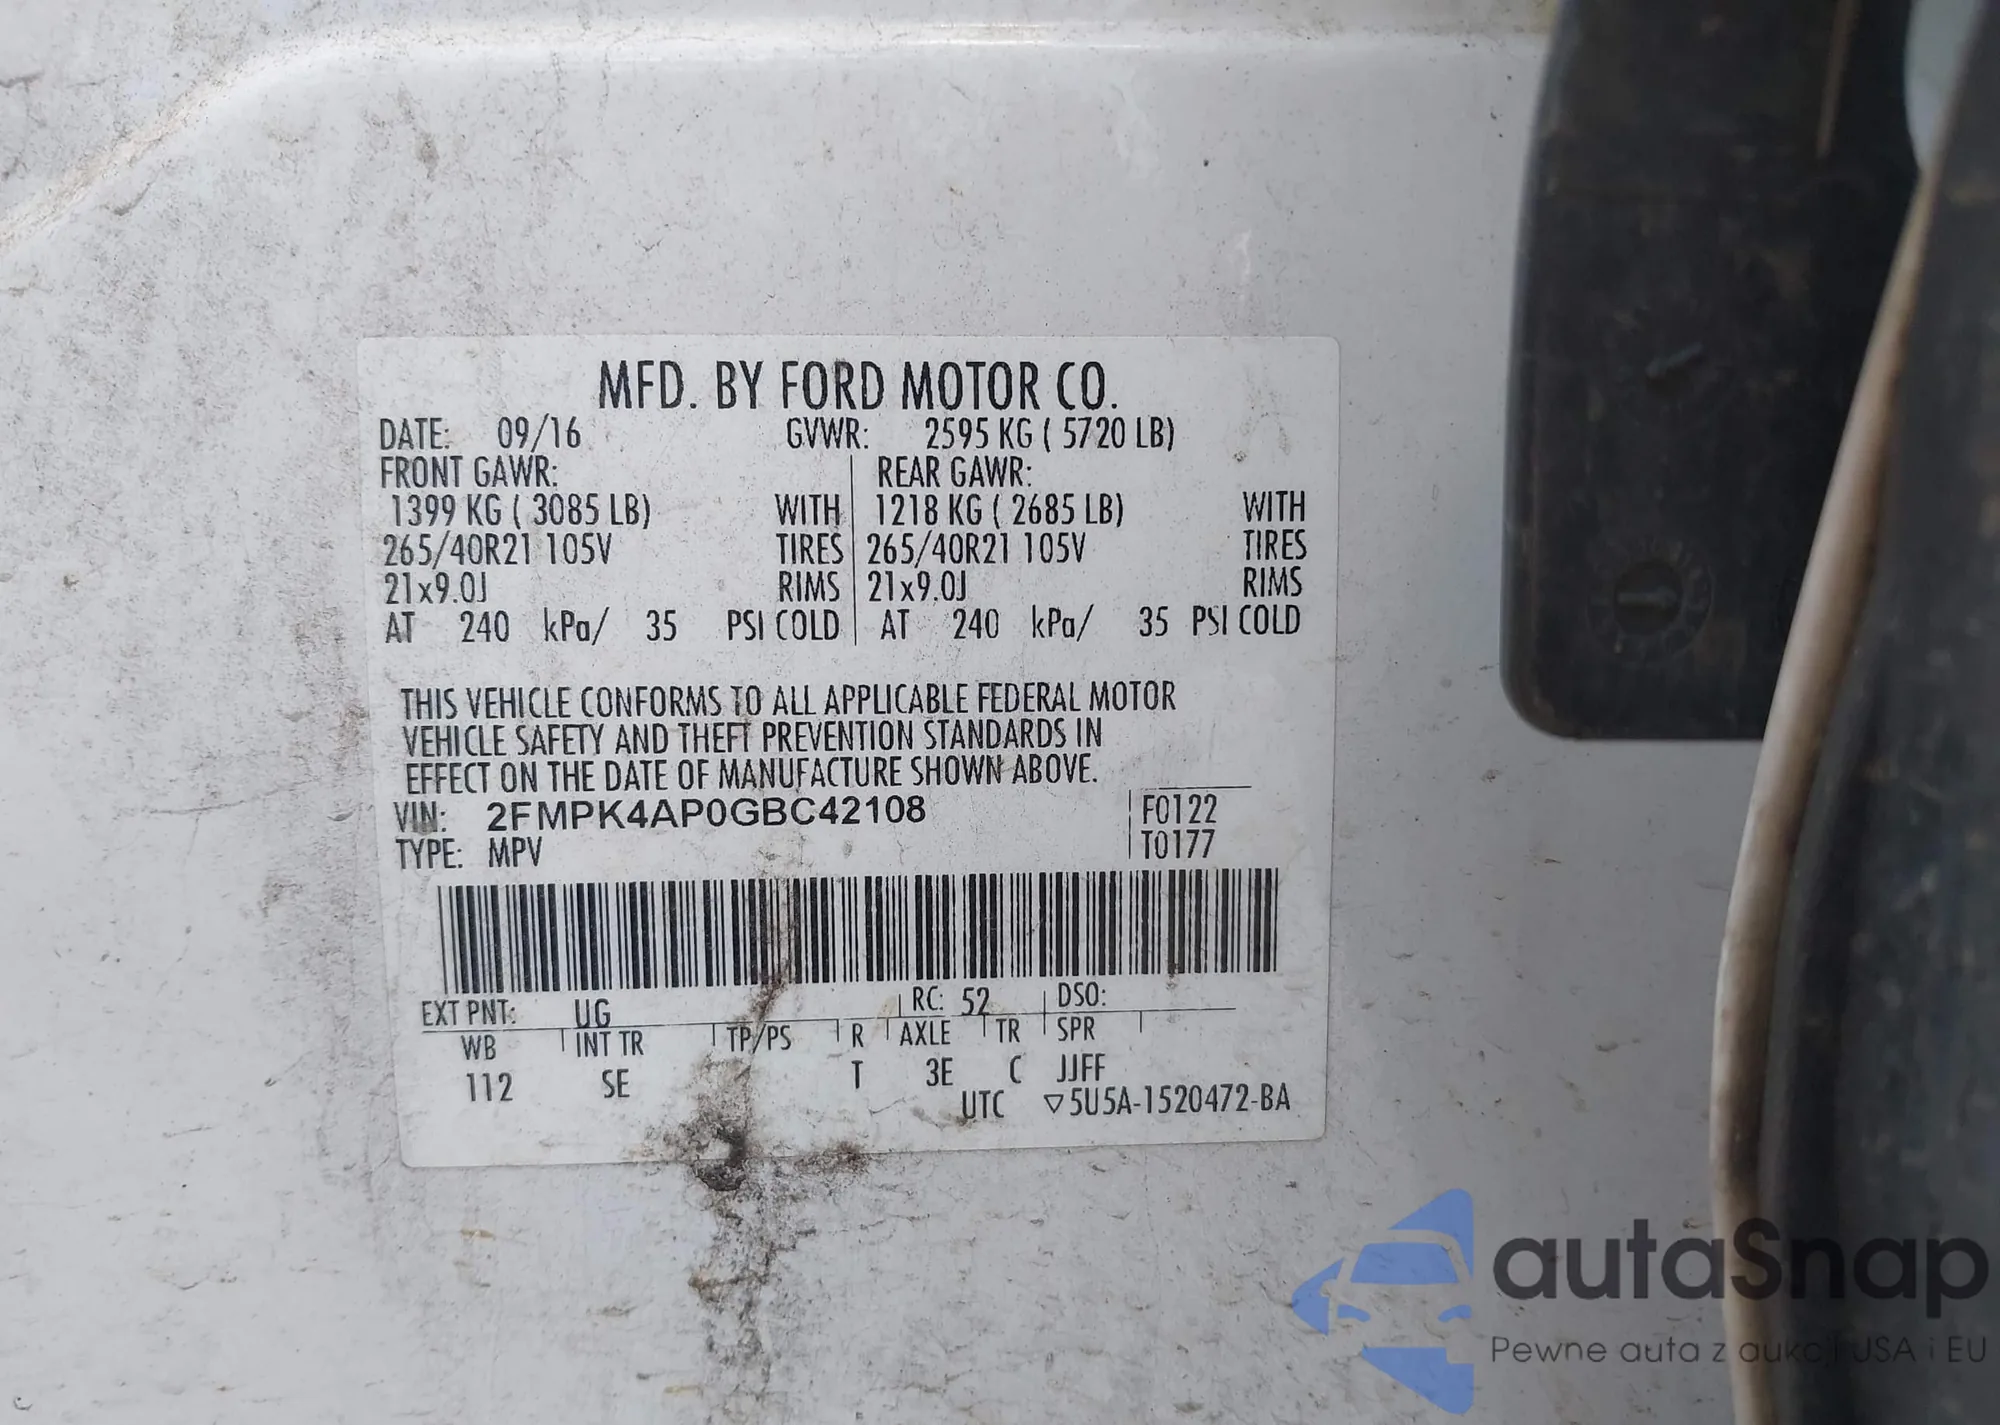 MFD. BY FORD MOTOR CO.
DATE: 09/16 GVWR: 2595 KG ( 5720 LB)
FRONT GAWR: REAR GAWR:
1399 KG ( 3085 LB) WITH 1218 KG ( 2685 LB) WITH
265/40R21 105V TIRES 265/40R21 105V TIRES
21x9.0J RIMS 21x9.0J RIMS
AT 240 kPa/ 35 PSI COLD AT 240 kPa/ 35 PSI COLD
THIS VEHICLE CONFORMS TO ALL APPLICABLE FEDERAL MOTOR
VEHICLE SAFETY AND THEFT PREVENTION STANDARDS IN
EFFECT ON THE DATE OF MANUFACTURE SHOWN ABOVE.
VIN: 2FMPK4AP0GBC42108 F0122
TYPE: MPV T0177
EXT PNT: UG RC: 52 DSO:
WB INT TR TP/PS R AXLE TR SPR
112 SE T 3E C JJFF
UTC ▽5U5A-1520472-BA
autaSnap
Pewne auta z aukcji USA i EU